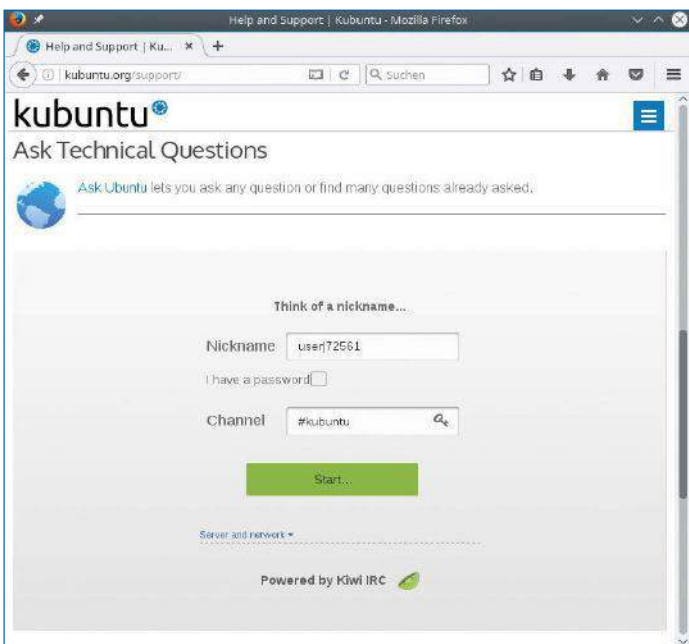 Help and Support | Kubuntu - Mozilla Firefox
Help and Support | Ku...
kubuntu.org/support/
Suchen
kubuntu
Ask Technical Questions
Ask Ubuntu lets you ask any question or find many questions already asked.
Think of a nickname...
Nickname
user|72561
I have a password
Channel
#kubuntu
Start...
Server and network
Powered by Kiwi IRC